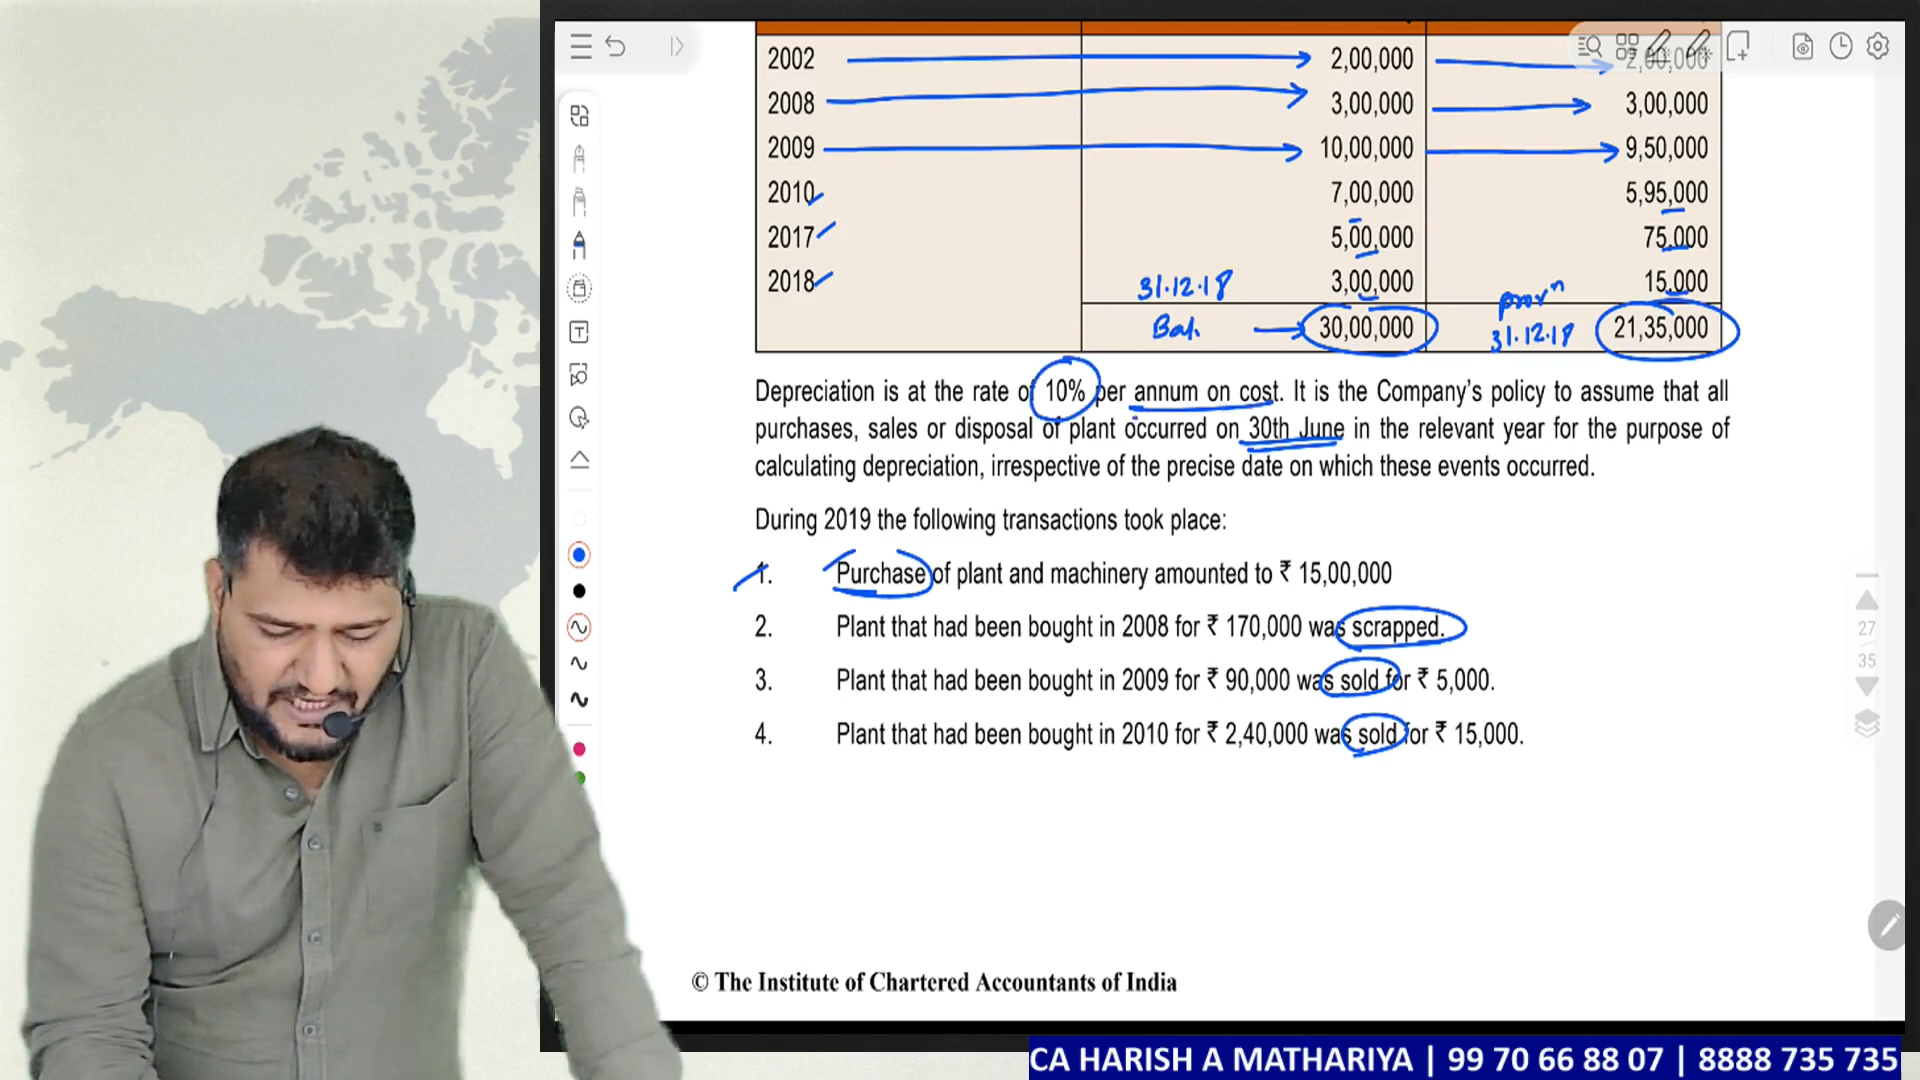 2002 2,00,000 2,00,000
2008 3,00,000 3,00,000
2009 10,00,000 9,50,000
2010 7,00,000 5,95,000
2017 5,00,000 75,000
2018 31.12.18 3,00,000 15,000
Bal. 30,00,000 provn 31.12.18 21,35,000
Depreciation is at the rate of 10% per annum on cost. It is the Company's policy to assume that all
purchases, sales or disposal of plant occurred on 30th June in the relevant year for the purpose of
calculating depreciation, irrespective of the precise date on which these events occurred.
During 2019 the following transactions took place:
1. Purchase of plant and machinery amounted to ₹ 15,00,000
2. Plant that had been bought in 2008 for ₹ 170,000 was scrapped.
3. Plant that had been bought in 2009 for ₹ 90,000 was sold for ₹ 5,000.
4. Plant that had been bought in 2010 for ₹ 2,40,000 was sold for ₹ 15,000.
27
35
© The Institute of Chartered Accountants of India
CA HARISH A MATHARIYA | 99 70 66 88 07 | 8888 735 735